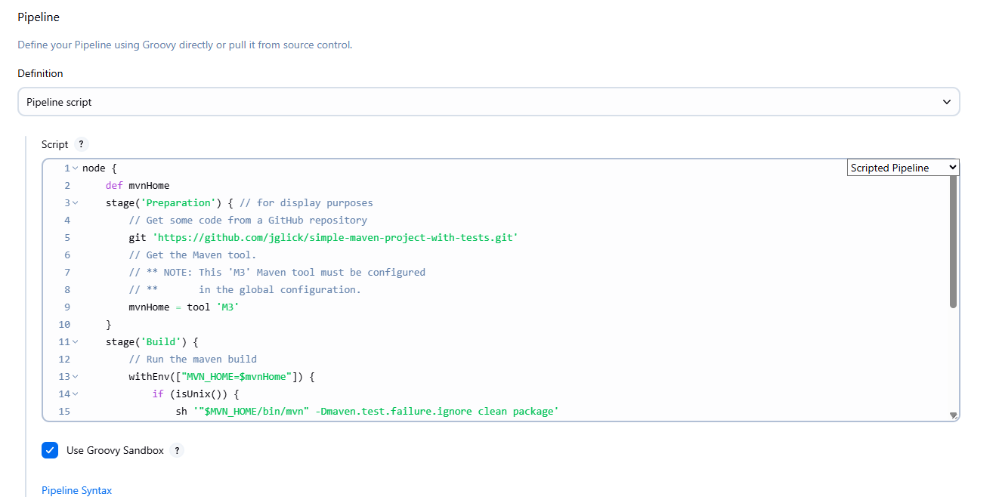 Pipeline
Define your Pipeline using Groovy directly or pull it from source control.
Definition
Pipeline script
Script ?
Scripted Pipeline
1 node {
2     def mvnHome
3     stage('Preparation') { // for display purposes
4         // Get some code from a GitHub repository
5         git 'https://github.com/jglick/simple-maven-project-with-tests.git'
6         // Get the Maven tool.
7         // ** NOTE: This 'M3' Maven tool must be configured
8         // **       in the global configuration.
9         mvnHome = tool 'M3'
10     }
11     stage('Build') {
12         // Run the maven build
13         withEnv(["MVN_HOME=$mvnHome"]) {
14             if (isUnix()) {
15                 sh '"$MVN_HOME/bin/mvn" -Dmaven.test.failure.ignore clean package'
Use Groovy Sandbox ?
Pipeline Syntax